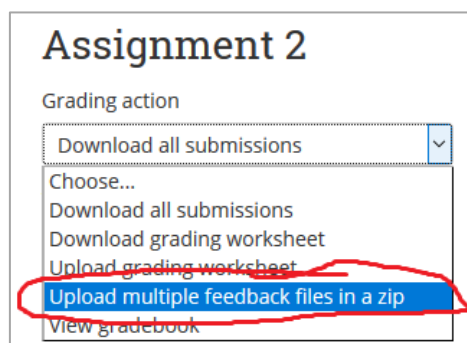 Assignment 2
Grading action
Download all submissions
Choose...
Download all submissions
Download grading worksheet
Upload grading worksheet
Upload multiple feedback files in a zip
View gradebook